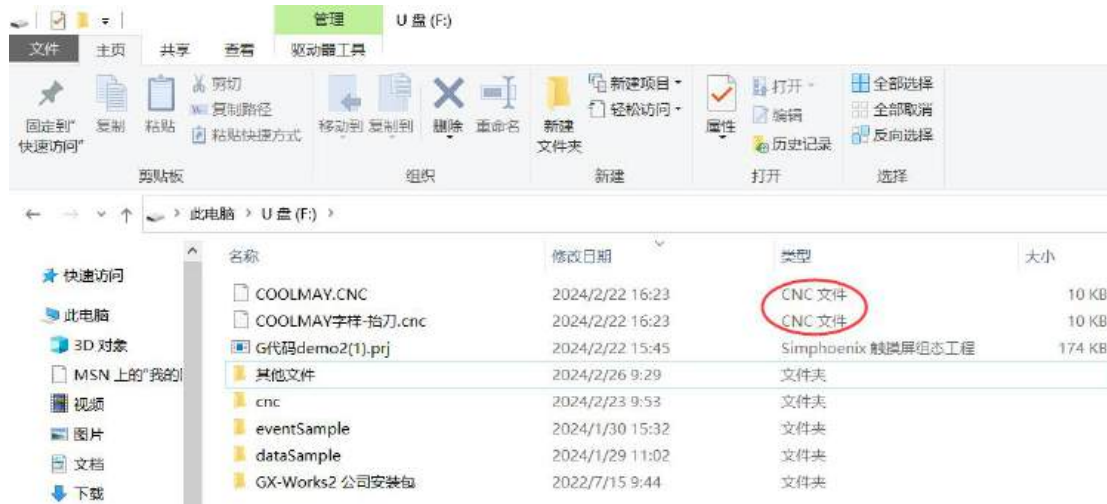 管理 U 盘 (F:)
文件 主页 共享 查看 驱动器工具
固定到"快速访问"
复制
粘贴
剪切
复制路径
粘贴快捷方式
移动到
复制到
删除
重命名
新建
文件夹
新建项目
轻松访问
属性
打开
编辑
历史记录
全部选择
全部取消
反向选择
剪贴板 组织 新建 打开 选择
此电脑 > U 盘 (F:) >
快速访问
此电脑
3D 对象
MSN 上的"我的
视频
图片
文档
下载
名称 修改日期 类型 大小
COOLMAY.CNC 2024/2/22 16:23 CNC 文件 10 KB
COOLMAY字样-抬刀.cnc 2024/2/22 16:23 CNC 文件 10 KB
G代码demo2(1).prj 2024/2/22 15:45 Simphoenix 触摸屏组态工程 174 KB
其他文件 2024/2/26 9:29 文件夹
cnc 2024/2/23 9:53 文件夹
eventSample 2024/1/30 15:32 文件夹
dataSample 2024/1/29 11:02 文件夹
GX-Works2 公司安装包 2022/7/15 9:44 文件夹